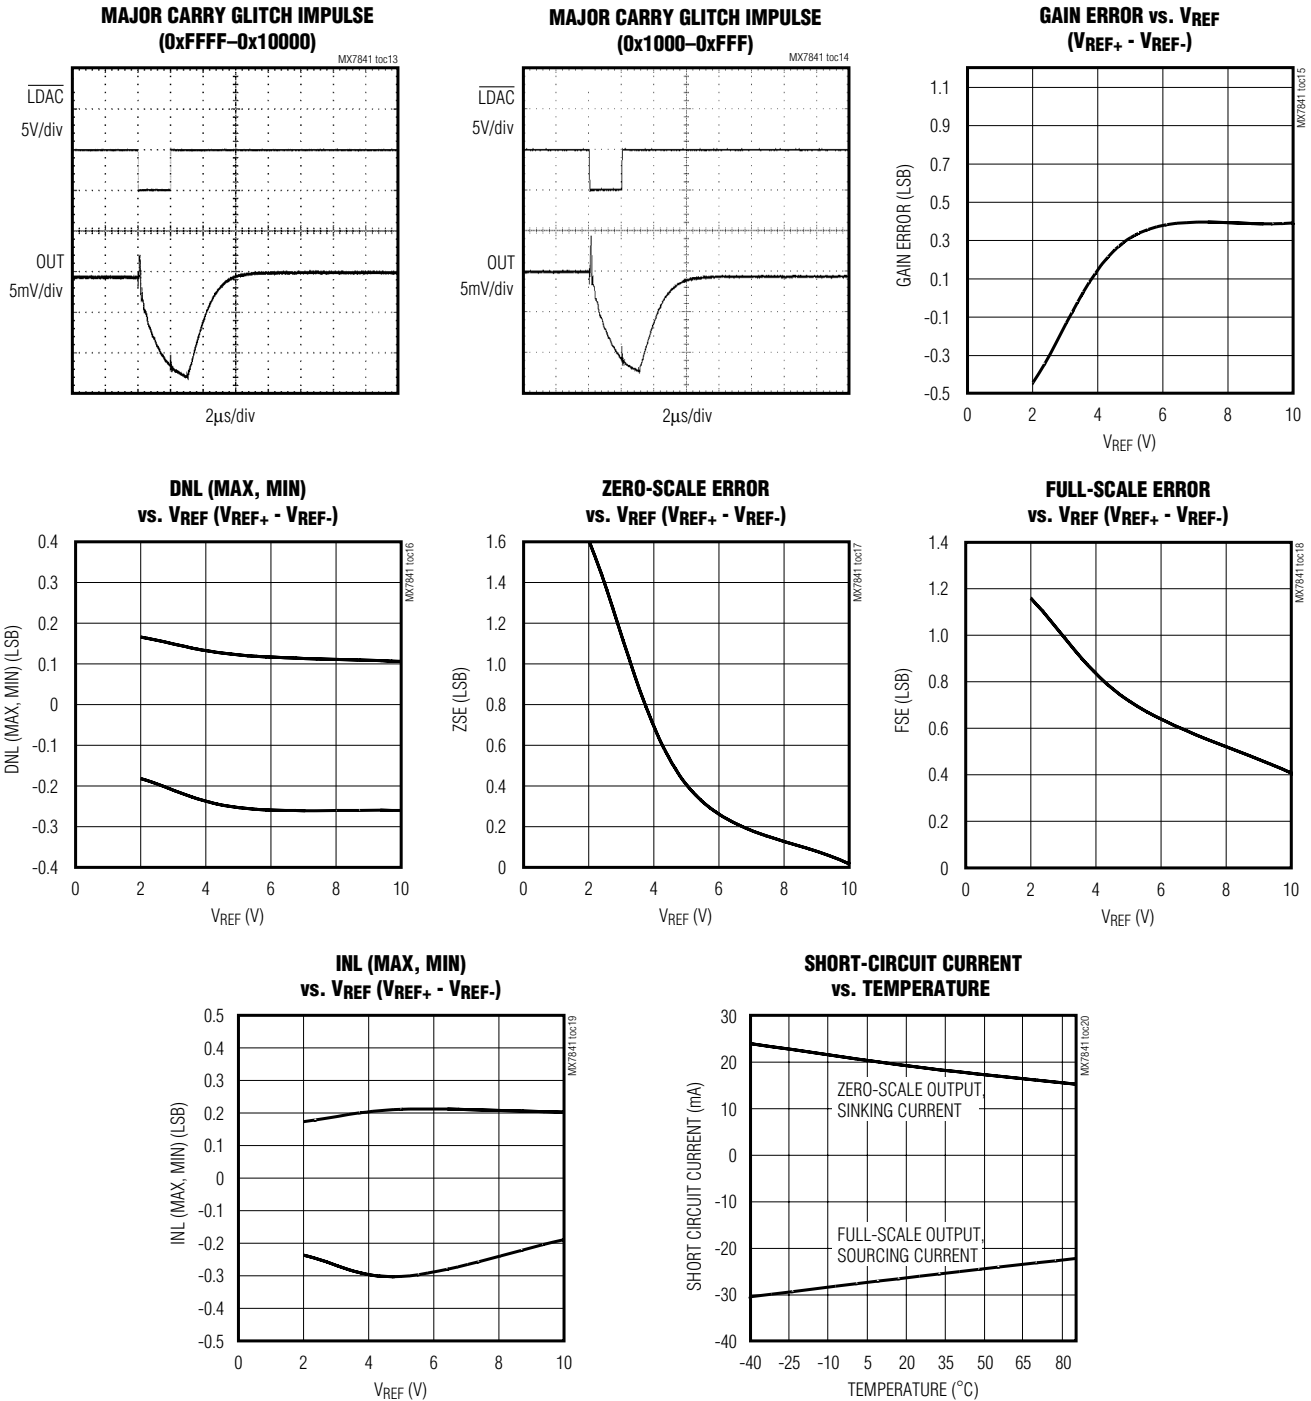 MAJOR CARRY GLITCH IMPULSE
(0xFFFF–0x10000)
MX7841 toc13
LDAC
5V/div
OUT
5mV/div
2µs/div
MAJOR CARRY GLITCH IMPULSE
(0x1000–0xFFF)
MX7841 toc14
LDAC
5V/div
OUT
5mV/div
2µs/div
GAIN ERROR vs. VREF
(VREF+ - VREF-)
MX7841 toc15
GAIN ERROR (LSB)
1.1
0.9
0.7
0.5
0.3
0.1
-0.1
-0.3
-0.5
0 2 4 6 8 10
VREF (V)
DNL (MAX, MIN)
vs. VREF (VREF+ - VREF-)
MX7841 toc16
DNL (MAX, MIN) (LSB)
0.4
0.3
0.2
0.1
0
-0.1
-0.2
-0.3
-0.4
0 2 4 6 8 10
VREF (V)
ZERO-SCALE ERROR
vs. VREF (VREF+ - VREF-)
MX7841 toc17
ZSE (LSB)
1.6
1.4
1.2
1.0
0.8
0.6
0.4
0.2
0
0 2 4 6 8 10
VREF (V)
FULL-SCALE ERROR
vs. VREF (VREF+ - VREF-)
MX7841 toc18
FSE (LSB)
1.4
1.2
1.0
0.8
0.6
0.4
0.2
0
0 2 4 6 8 10
VREF (V)
INL (MAX, MIN)
vs. VREF (VREF+ - VREF-)
MX7841 toc19
INL (MAX, MIN) (LSB)
0.5
0.4
0.3
0.2
0.1
0
-0.1
-0.2
-0.3
-0.4
-0.5
0 2 4 6 8 10
VREF (V)
SHORT-CIRCUIT CURRENT
vs. TEMPERATURE
MX7841 toc20
SHORT CIRCUIT CURRENT (mA)
30
20
10
0
-10
-20
-30
-40
ZERO-SCALE OUTPUT,
SINKING CURRENT
FULL-SCALE OUTPUT,
SOURCING CURRENT
-40 -25 -10 5 20 35 50 65 80
TEMPERATURE (°C)